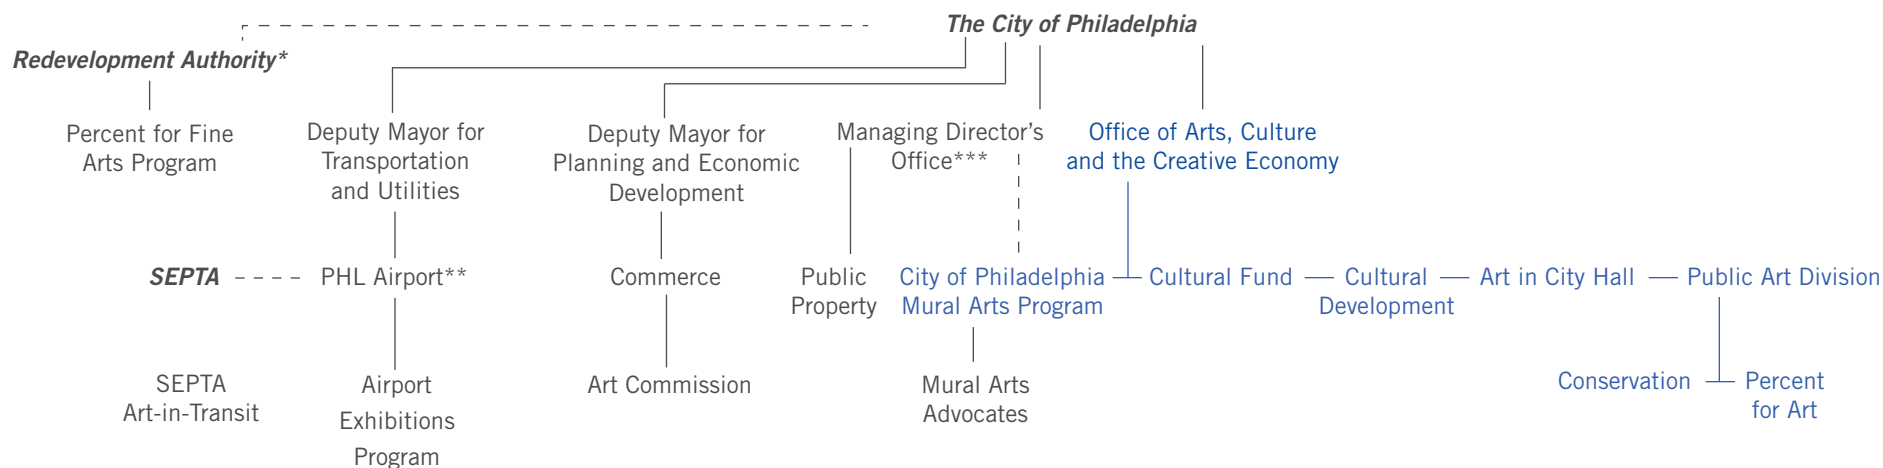 The City of Philadelphia
Redevelopment Authority*
Percent for Fine
Arts Program
Deputy Mayor for
Transportation
and Utilities
Deputy Mayor for
Planning and Economic
Development
Managing Director's
Office***
Office of Arts, Culture
and the Creative Economy
SEPTA
PHL Airport**
Commerce
Public
Property
City of Philadelphia
Mural Arts Program
Cultural Fund
Cultural
Development
Art in City Hall
Public Art Division
SEPTA
Art-in-Transit
Airport
Exhibitions
Program
Art Commission
Mural Arts
Advocates
Conservation
Percent
for Art